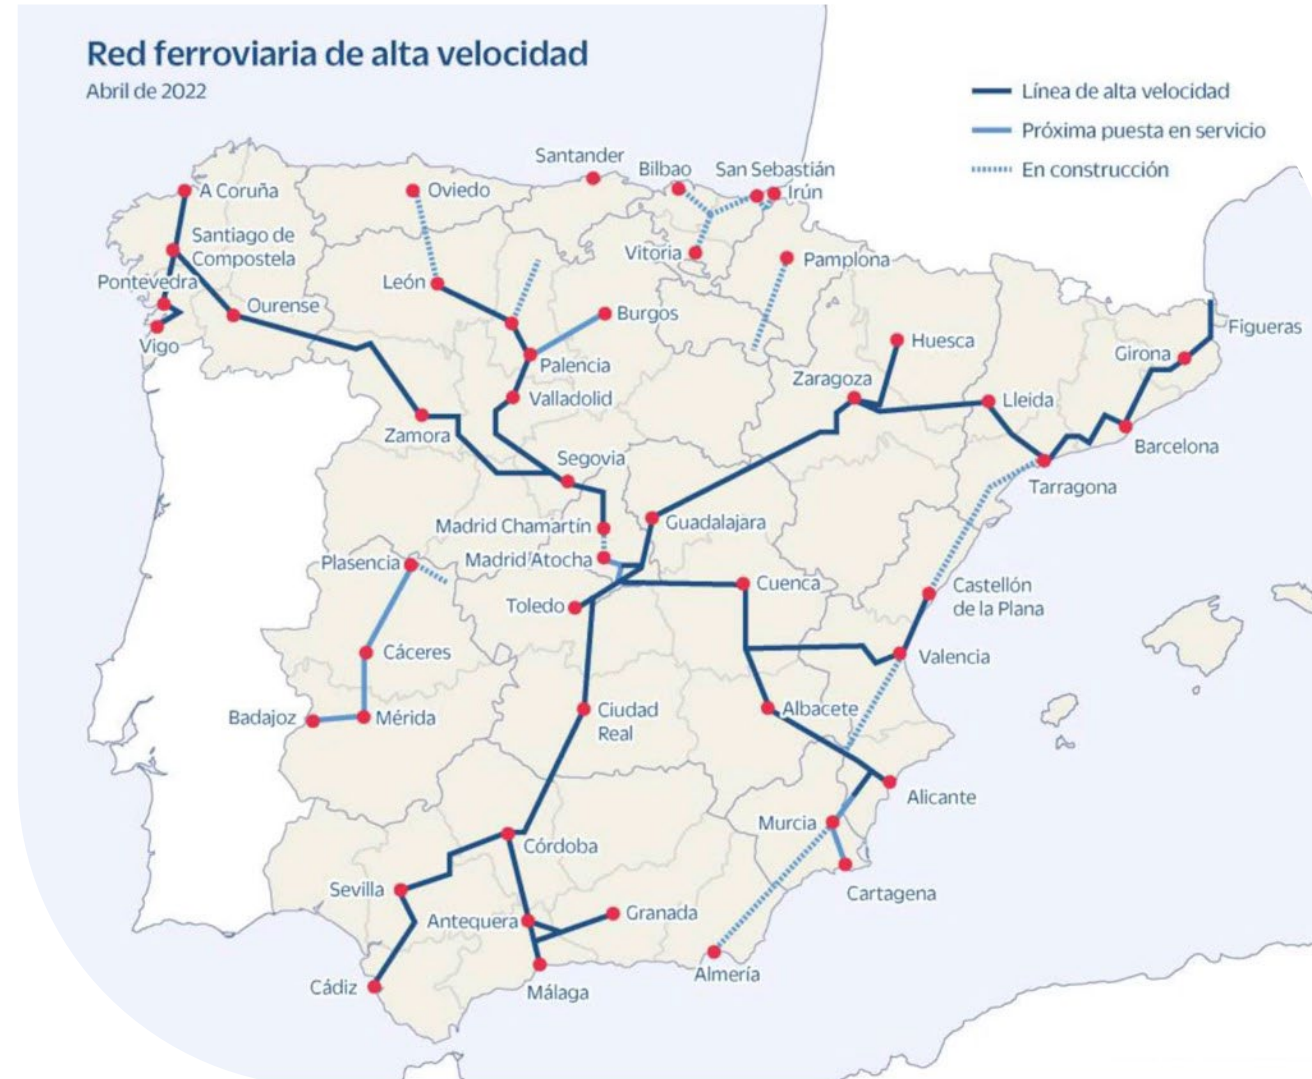 Red ferroviaria de alta velocidad
Abril de 2022
Línea de alta velocidad
Próxima puesta en servicio
En construcción
Santander
Bilbao
San Sebastián
Irún
A Coruña
Oviedo
Santiago de
Compostela
Vitoria
Pamplona
Pontevedra
León
Ourense
Burgos
Figueras
Vigo
Huesca
Girona
Palencia
Zaragoza
Valladolid
Lleida
Zamora
Barcelona
Segovia
Tarragona
Madrid Chamartín
Guadalajara
Madrid Atocha
Plasencia
Cuenca
Castellón
de la Plana
Toledo
Cáceres
Valencia
Badajoz
Mérida
Ciudad
Real
Albacete
Alicante
Murcia
Córdoba
Sevilla
Cartagena
Antequera
Granada
Almería
Cádiz
Málaga